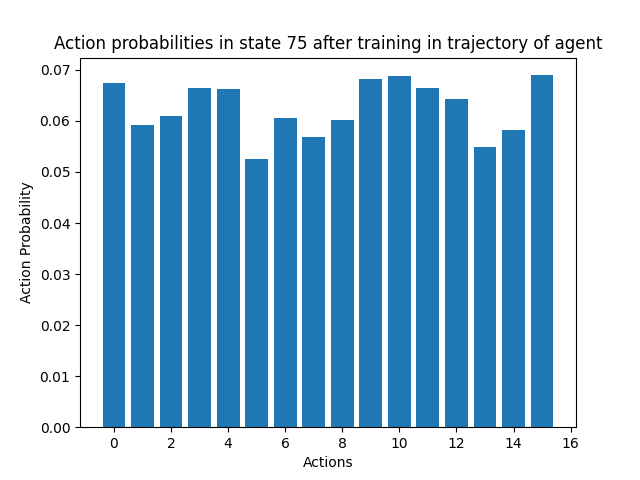 Action probabilities in state 75 after training in trajectory of agent
0.07
0.06
0.05
0.04
0.03
0.02
0.01
0.00
Action Probability
0 2 4 6 8 10 12 14 16
Actions